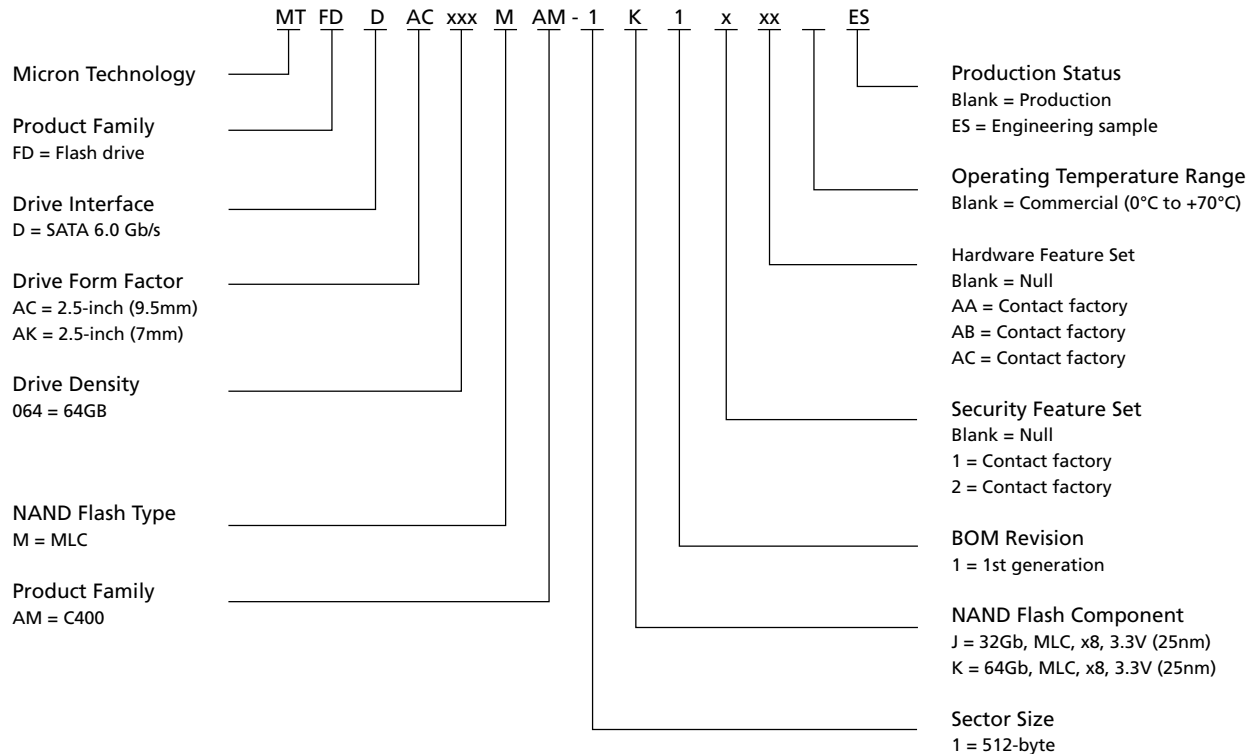 MT FD D AC xxx M AM - 1 K 1 x xx ES
Micron Technology
Product Family
FD = Flash drive
Drive Interface
D = SATA 6.0 Gb/s
Drive Form Factor
AC = 2.5-inch (9.5mm)
AK = 2.5-inch (7mm)
Drive Density
064 = 64GB
NAND Flash Type
M = MLC
Product Family
AM = C400
Production Status
Blank = Production
ES = Engineering sample
Operating Temperature Range
Blank = Commercial (0°C to +70°C)
Hardware Feature Set
Blank = Null
AA = Contact factory
AB = Contact factory
AC = Contact factory
Security Feature Set
Blank = Null
1 = Contact factory
2 = Contact factory
BOM Revision
1 = 1st generation
NAND Flash Component
J = 32Gb, MLC, x8, 3.3V (25nm)
K = 64Gb, MLC, x8, 3.3V (25nm)
Sector Size
1 = 512-byte